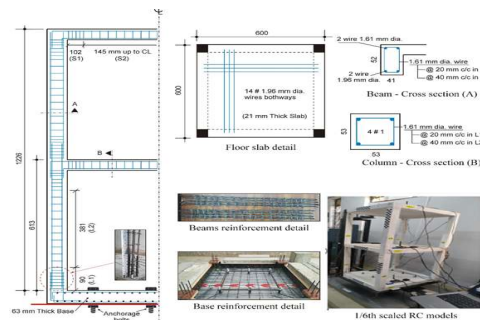 102
(S1)
145 mm up to CL
(S2)
A
B
1226
613
381
(L2)
90
(L1)
63 mm Thick Base
Anchorage
bolts
600
600
14 # 1.96 mm dia.
wires bothways
(21 mm Thick Slab)
Floor slab detail
2 wire 1.61 mm dia.
52
1.61 mm dia. wire
@ 20 mm c/c in
@ 40 mm c/c in
2 wire
1.96 mm dia.
41
Beam - Cross section (A)
53
4 # 1
1.61 mm dia. wire
@ 20 mm c/c in L1
@ 40 mm c/c in L2
53
Column - Cross section (B)
Beams reinforcement detail
Base reinforcement detail
1/6th scaled RC models